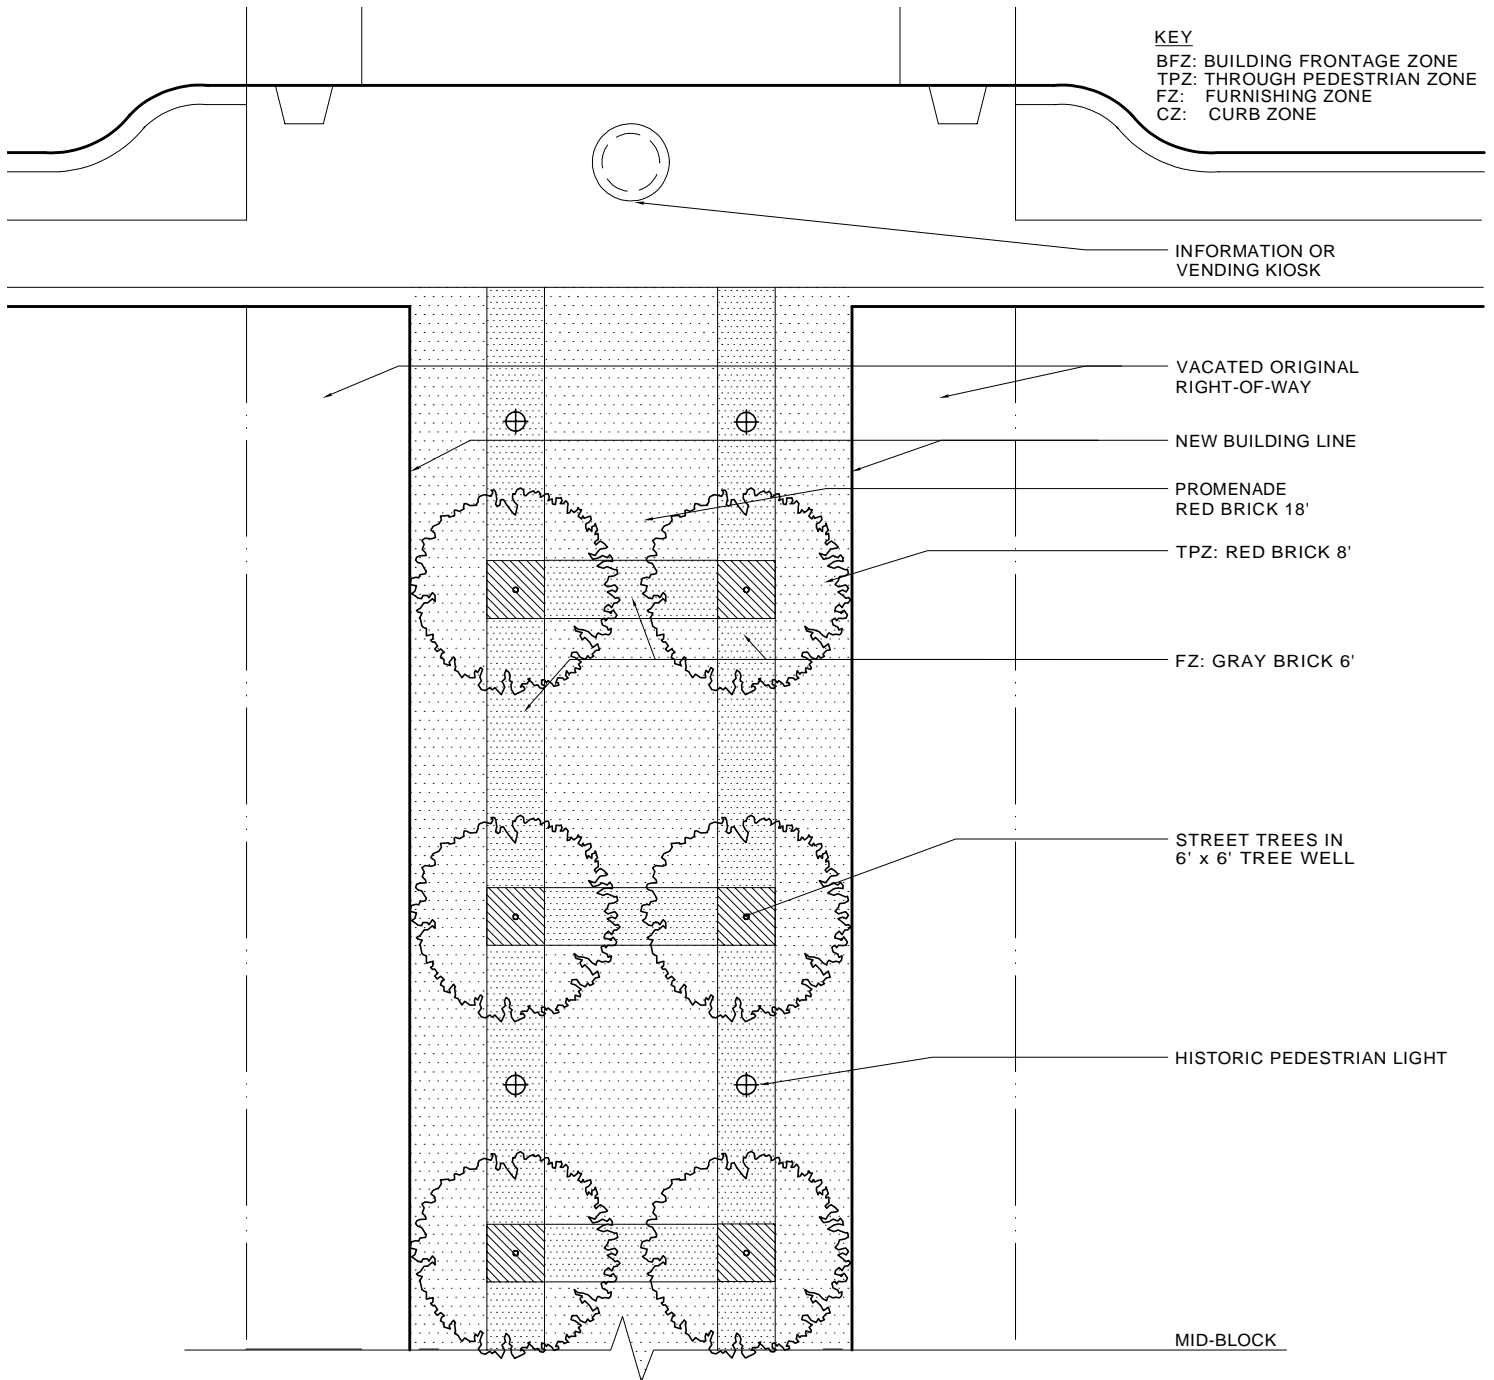 KEY
BFZ: BUILDING FRONTAGE ZONE
TPZ: THROUGH PEDESTRIAN ZONE
FZ: FURNISHING ZONE
CZ: CURB ZONE
INFORMATION OR
VENDING KIOSK
VACATED ORIGINAL
RIGHT-OF-WAY
NEW BUILDING LINE
PROMENADE
RED BRICK 18'
TPZ: RED BRICK 8'
FZ: GRAY BRICK 6'
STREET TREES IN
6' x 6' TREE WELL
HISTORIC PEDESTRIAN LIGHT
MID-BLOCK